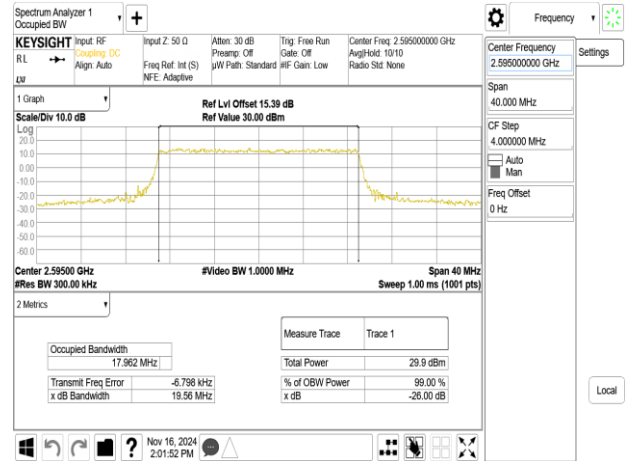 Spectrum Analyzer 1
Occupied BW
Frequency
KEYSIGHT
RL
Input: RF
Coupling: DC
Align: Auto
Input Z: 50 Ω
Freq Ref: Int (S)
NFE: Adaptive
Atten: 30 dB
Preamp: Off
µW Path: Standard
Trig: Free Run
Gate: Off
#IF Gain: Low
Center Freq: 2.595000000 GHz
Avg|Hold: 10/10
Radio Std: None
Center Frequency
2.595000000 GHz
Settings
Span
40.000 MHz
CF Step
4.000000 MHz
Auto
Man
Freq Offset
0 Hz
Local
1 Graph
Scale/Div 10.0 dB
Ref Lvl Offset 15.39 dB
Ref Value 30.00 dBm
Log
20.0
10.0
0.00
-10.0
-20.0
-30.0
-40.0
-50.0
-60.0
Center 2.59500 GHz
#Video BW 1.0000 MHz
Span 40 MHz
#Res BW 300.00 kHz
Sweep 1.00 ms (1001 pts)
2 Metrics
Measure Trace Trace 1
Occupied Bandwidth
17.962 MHz
Total Power 29.9 dBm
Transmit Freq Error -6.798 kHz
% of OBW Power 99.00 %
x dB Bandwidth 19.56 MHz
x dB -26.00 dB
Nov 16, 2024
2:01:52 PM